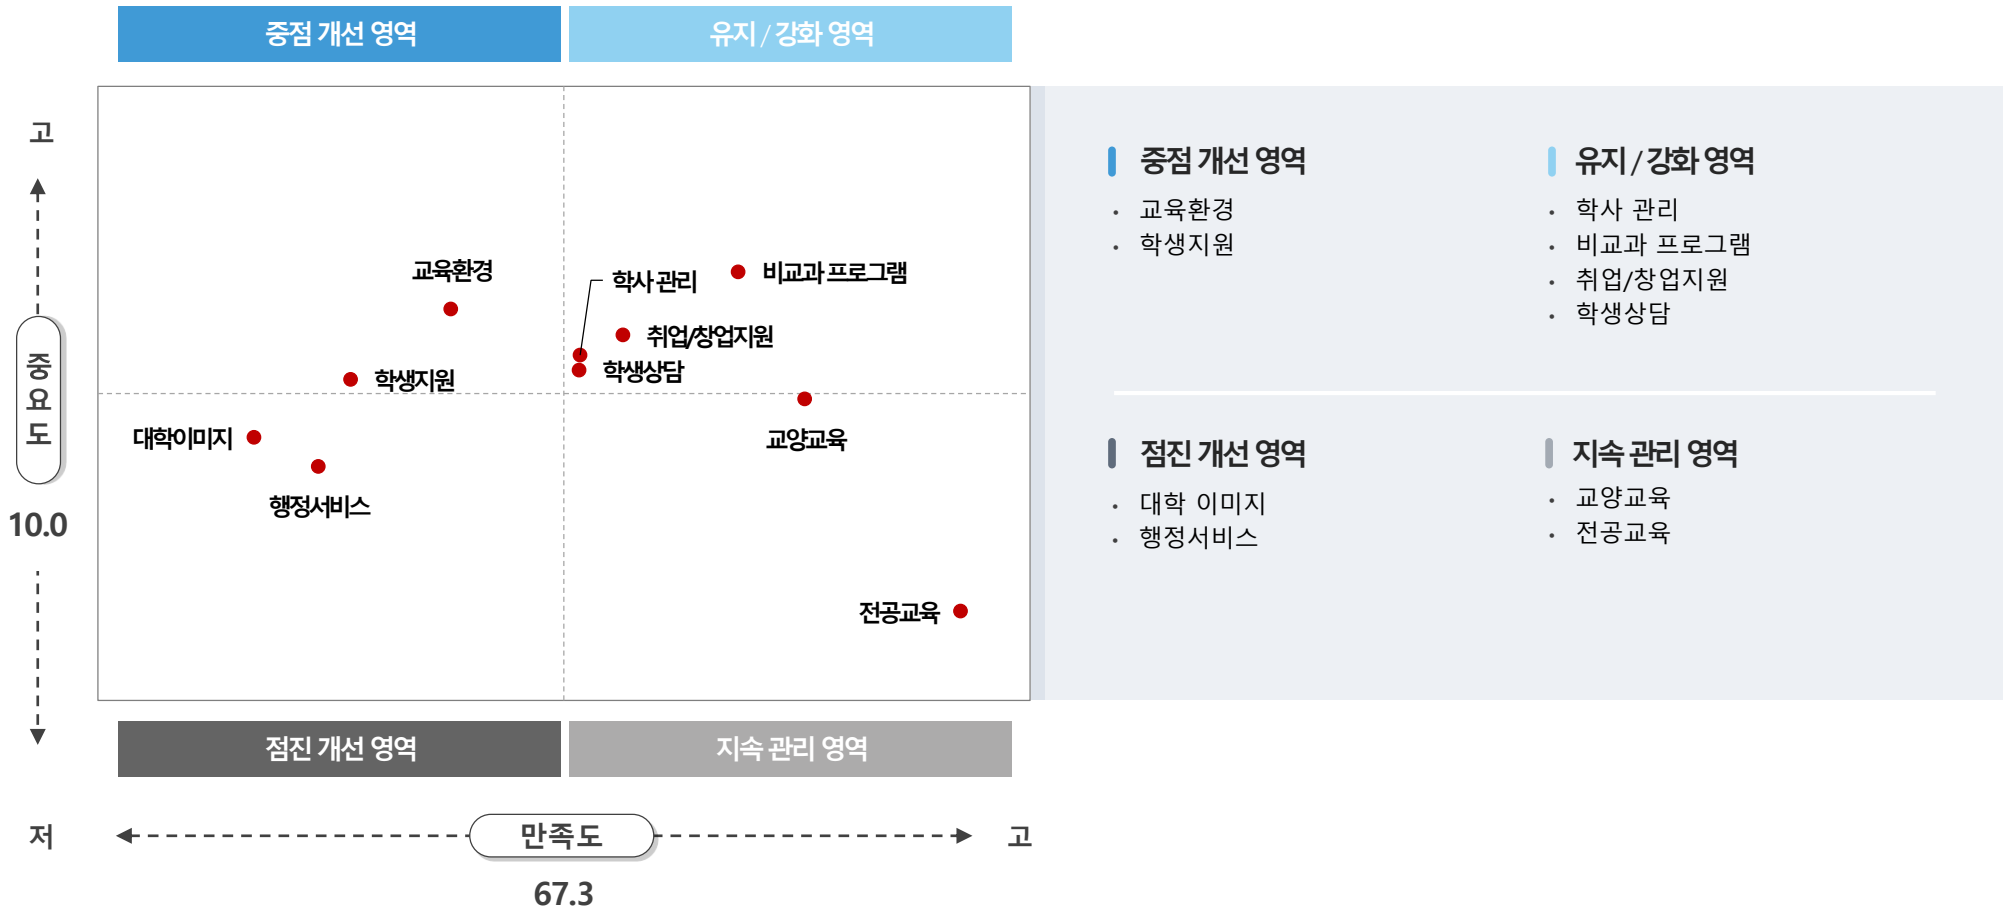 중점 개선 영역
유지 / 강화 영역
고
중요도
10.0
저
교육환경
학사 관리
비교과 프로그램
취업/창업지원
학생상담
학생지원
교양교육
대학이미지
행정서비스
전공교육
점진 개선 영역
지속 관리 영역
만족도
고
67.3
중점 개선 영역
· 교육환경
· 학생지원
유지 / 강화 영역
· 학사 관리
· 비교과 프로그램
· 취업/창업지원
· 학생상담
점진 개선 영역
· 대학 이미지
· 행정서비스
지속 관리 영역
· 교양교육
· 전공교육